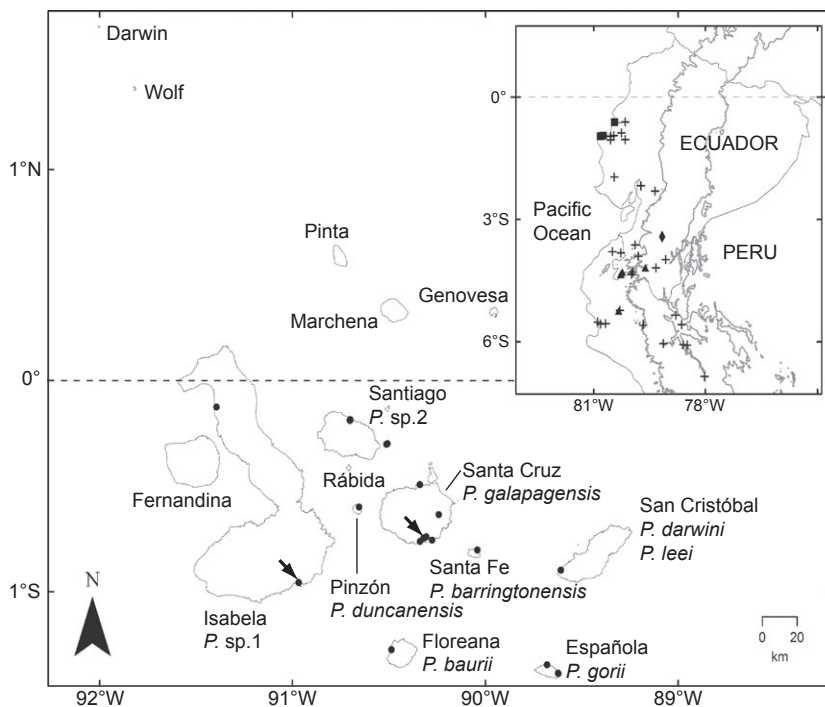 Darwin
Wolf
1°N
Pinta
Marchena
Genovesa
0°
Santiago
P. sp.2
Fernandina
Rábida
Santa Cruz
P. galapagensis
San Cristóbal
P. darwini
P. leei
1°S
Isabela
P. sp.1
Pinzón
P. duncanensis
Santa Fe
P. barringtonensis
Floreana
P. baurii
Española
P. gorii
N
0 20
km
92°W 91°W 90°W 89°W
0°
ECUADOR
3°S
Pacific
Ocean
PERU
6°S
81°W 78°W